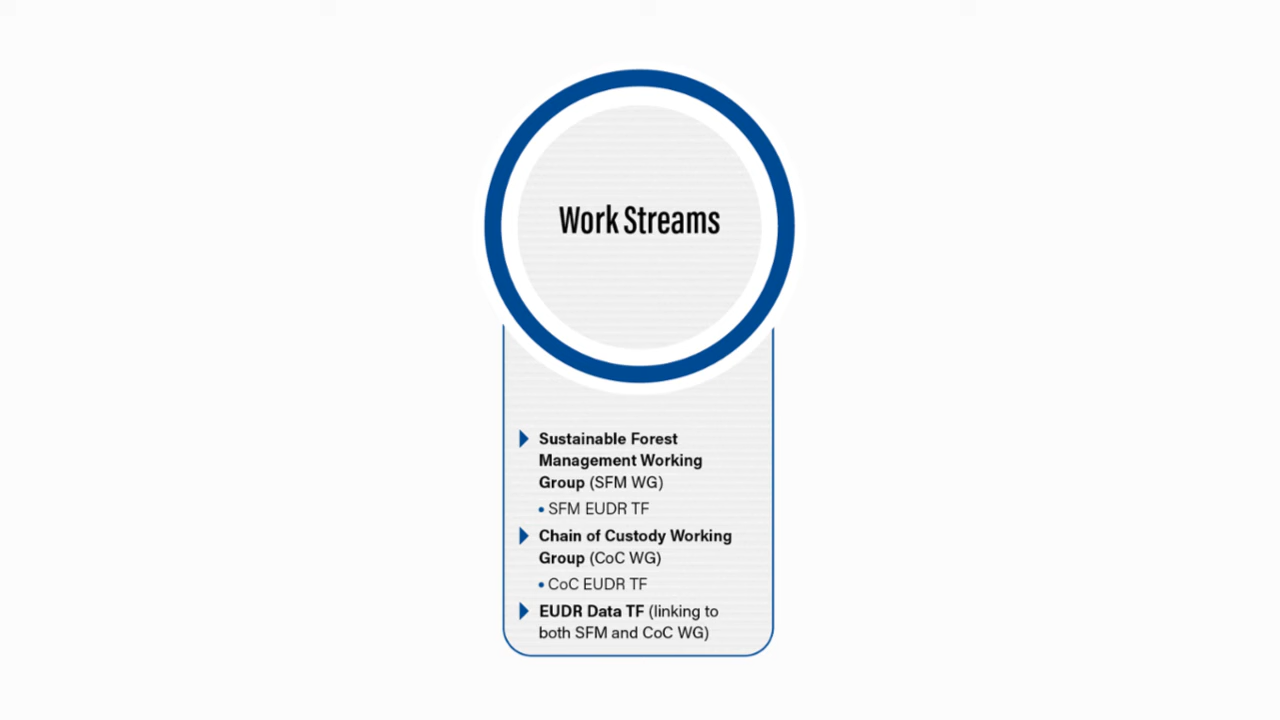 Work Streams
Sustainable Forest
Management Working
Group (SFM WG)
• SFM EUDR TF
Chain of Custody Working
Group (CoC WG)
• CoC EUDR TF
EUDR Data TF (linking to
both SFM and CoC WG)